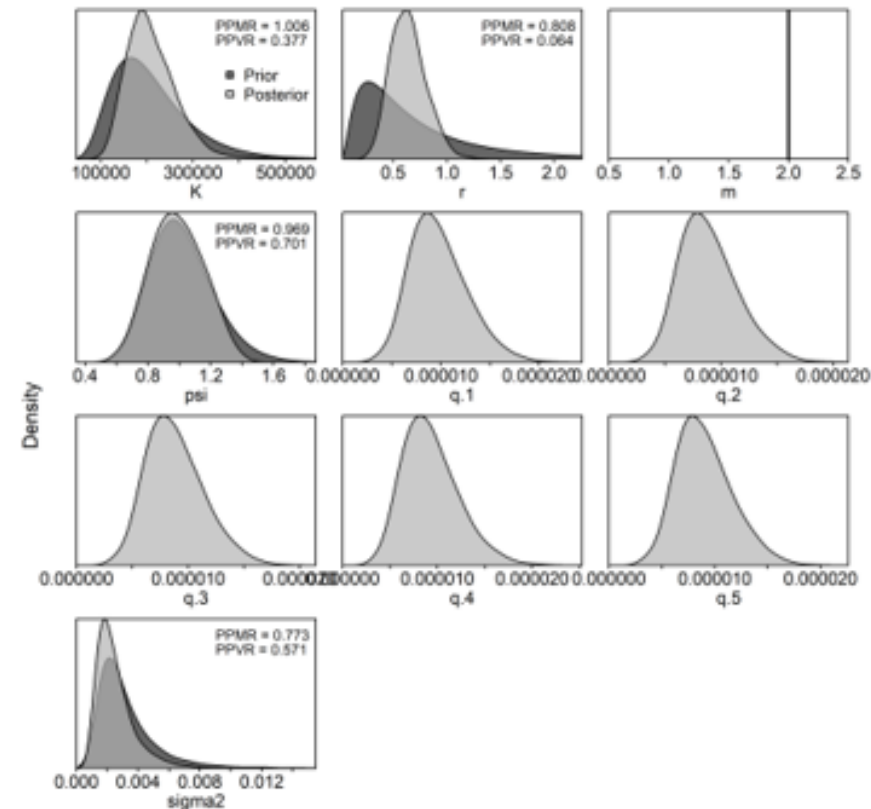 PPMR = 1.006
PPVR = 0.377
Prior
Posterior
100000 300000 500000
K
PPMR = 0.808
PPVR = 0.064
0.5 1.0 1.5 2.0
r
0.5 1.0 1.5 2.0 2.5
m
PPMR = 0.969
PPVR = 0.701
0.4 0.8 1.2 1.6
psi
0.000000 0.000010 0.000020
q.1
0.000000 0.000010 0.000020
q.2
Density
0.000000 0.000010 0.000020
q.3
0.000000 0.000010 0.000020
q.4
0.000000 0.000010 0.000020
q.5
PPMR = 0.773
PPVR = 0.571
0.000 0.004 0.008 0.012
sigma2